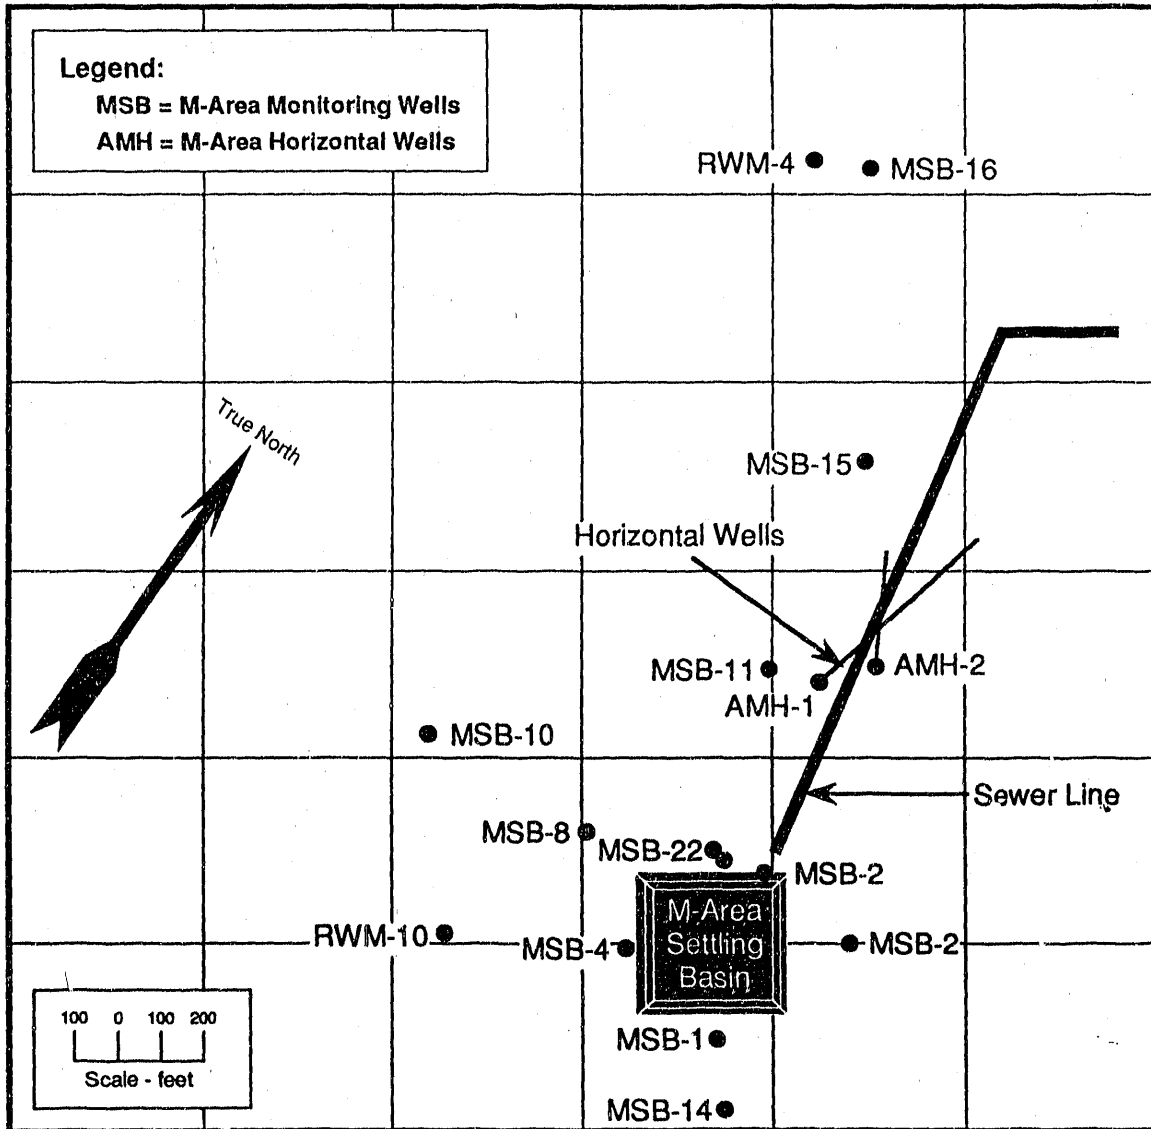 Legend:
MSB = M-Area Monitoring Wells
AMH = M-Area Horizontal Wells
RWM-4
MSB-16
True North
MSB-15
Horizontal Wells
MSB-11
AMH-2
AMH-1
MSB-10
Sewer Line
MSB-8
MSB-22
MSB-2
M-Area
Settling
Basin
RWM-10
MSB-4
MSB-2
MSB-1
MSB-14
100 0 100 200
Scale - feet